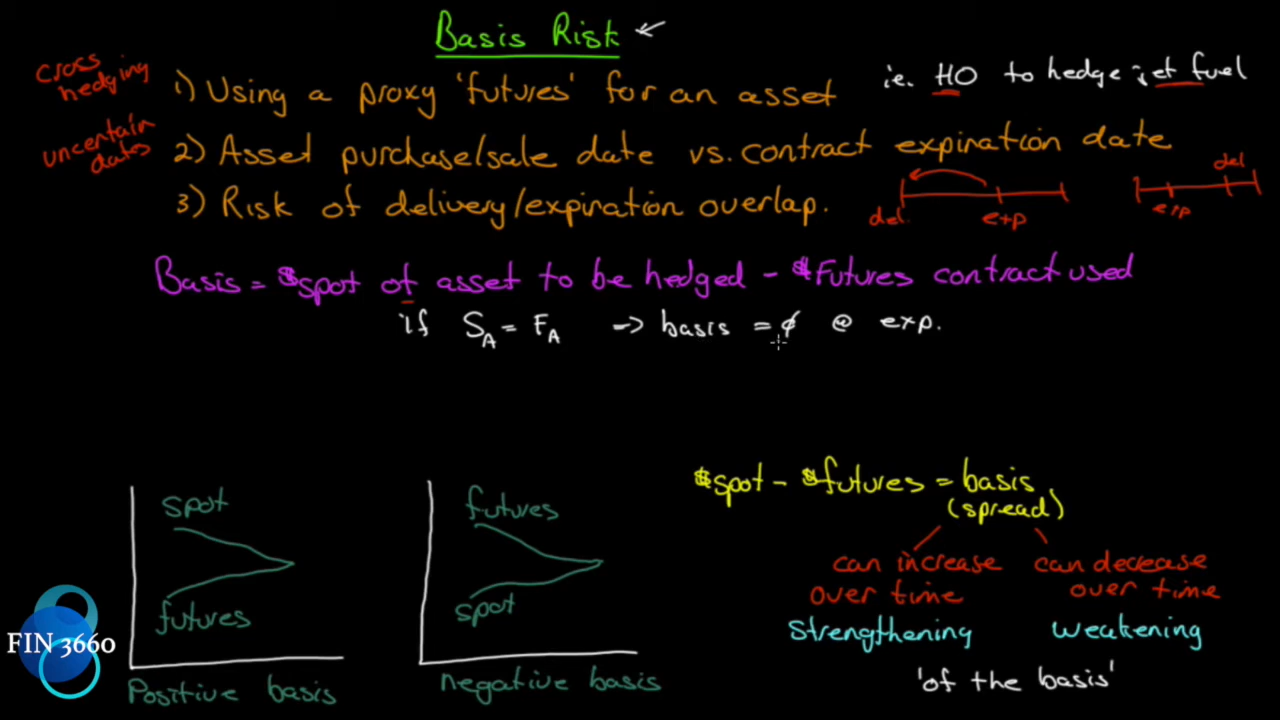 Basis Risk
cross hedging
1) Using a proxy 'futures' for an asset
ie. HO to hedge jet fuel
uncertain dates
2) Asset purchase/sale date vs. contract expiration date
3) Risk of delivery/expiration overlap.
del. exp
exp del
Basis = $spot of asset to be hedged - $Futures contract used
if S_A = F_A -> basis = ∅ @ exp.
$spot - $futures = basis
(spread)
can increase over time
can decrease over time
strengthening
weakening
'of the basis'
spot
futures
Positive basis
futures
spot
negative basis
FIN 3660